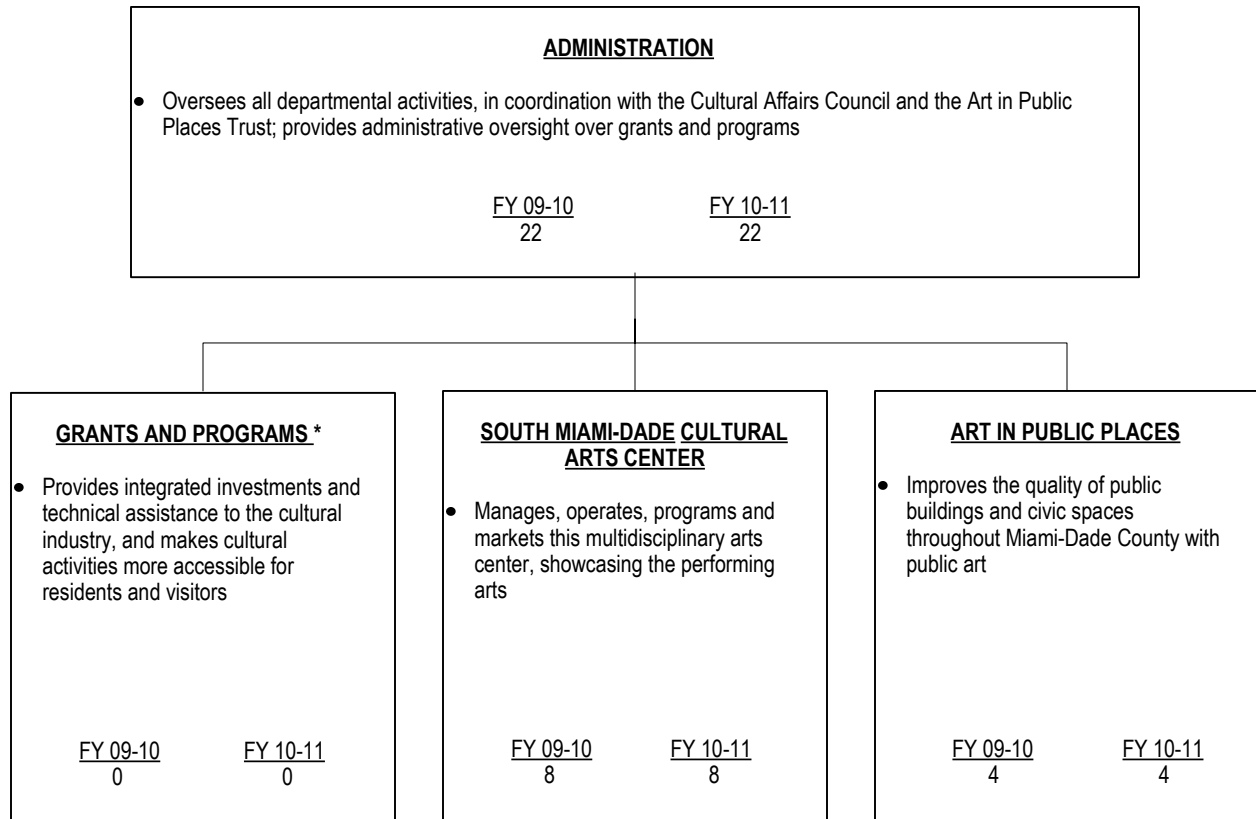 ADMINISTRATION
• Oversees all departmental activities, in coordination with the Cultural Affairs Council and the Art in Public
Places Trust; provides administrative oversight over grants and programs
FY 09-10 FY 10-11
22 22
GRANTS AND PROGRAMS *
• Provides integrated investments and
technical assistance to the cultural
industry, and makes cultural
activities more accessible for
residents and visitors
FY 09-10 FY 10-11
0 0
SOUTH MIAMI-DADE CULTURAL
ARTS CENTER
• Manages, operates, programs and
markets this multidisciplinary arts
center, showcasing the performing
arts
FY 09-10 FY 10-11
8 8
ART IN PUBLIC PLACES
• Improves the quality of public
buildings and civic spaces
throughout Miami-Dade County with
public art
FY 09-10 FY 10-11
4 4